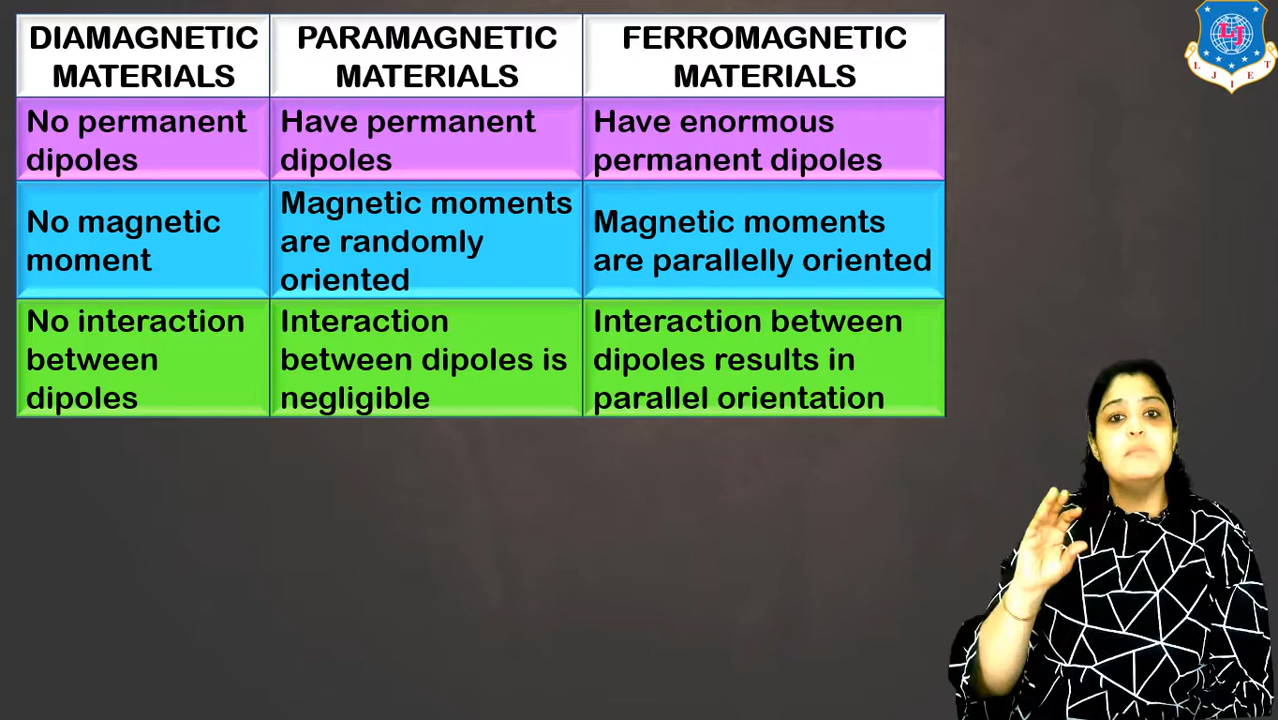 DIAMAGNETIC
MATERIALS
PARAMAGNETIC
MATERIALS
FERROMAGNETIC
MATERIALS
No permanent
dipoles
Have permanent
dipoles
Have enormous
permanent dipoles
No magnetic
moment
Magnetic moments
are randomly
oriented
Magnetic moments
are parallelly oriented
No interaction
between
dipoles
Interaction
between dipoles is
negligible
Interaction between
dipoles results in
parallel orientation
LJ
L J I E T